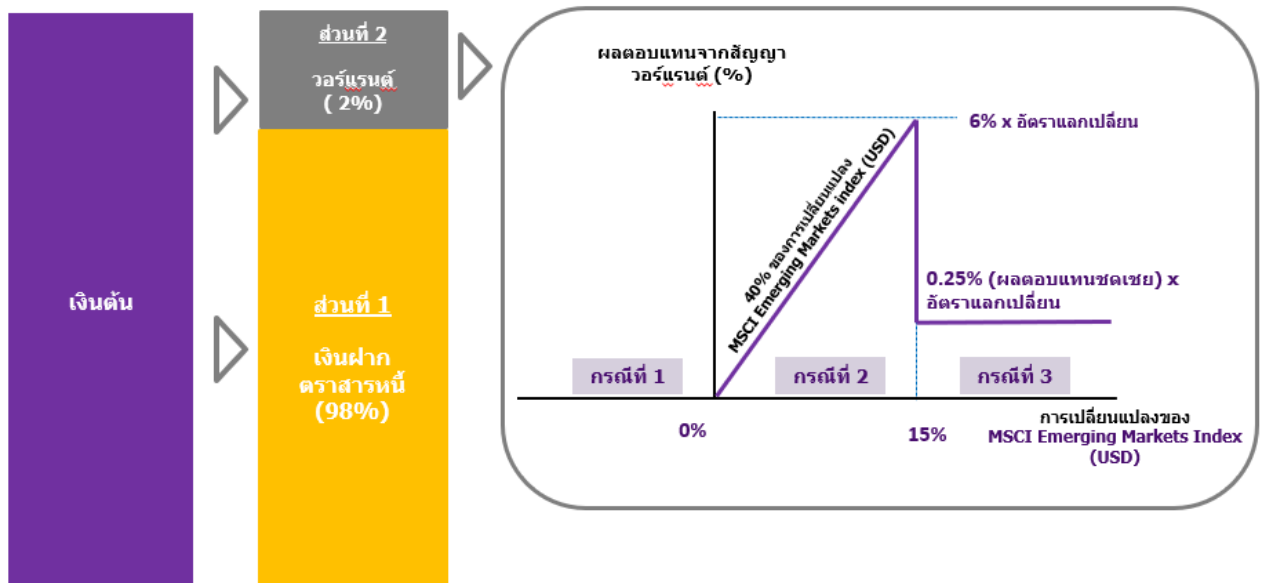 เงินต้น
ส่วนที่ 2
วอร์แรนต์
( 2%)
ส่วนที่ 1
เงินฝาก
ตราสารหนี้
(98%)
ผลตอบแทนจากสัญญา
วอร์แรนต์ (%)
6% x อัตราแลกเปลี่ยน
40% ของการเปลี่ยนแปลง
MSCI Emerging Markets index (USD)
0.25% (ผลตอบแทนชดเชย) x
อัตราแลกเปลี่ยน
กรณีที่ 1
กรณีที่ 2
กรณีที่ 3
0%
15%
การเปลี่ยนแปลงของ
MSCI Emerging Markets Index
(USD)